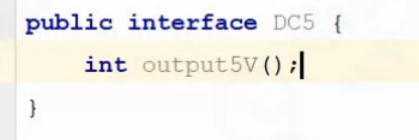 public interface DC5 {
    int output5V();
}